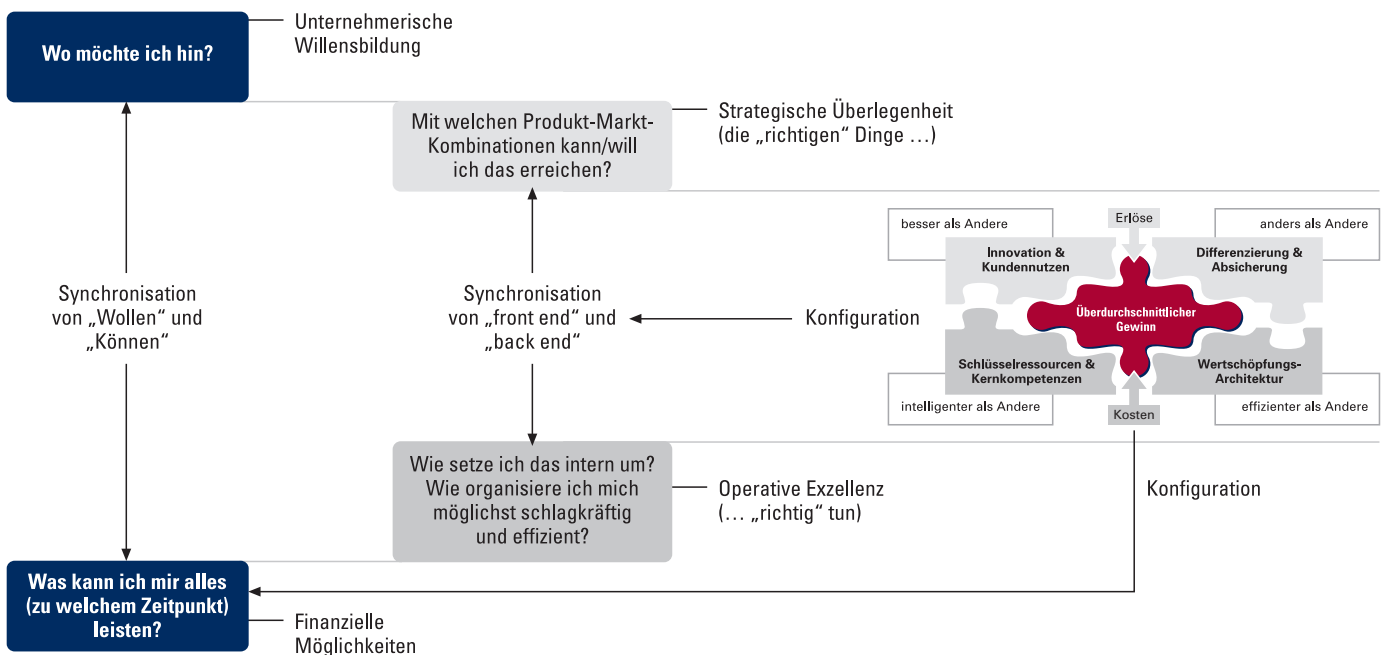 Wo möchte ich hin?
Unternehmerische
Willensbildung
Mit welchen Produkt-Markt-
Kombinationen kann/will
ich das erreichen?
Strategische Überlegenheit
(die „richtigen“ Dinge …)
Synchronisation
von „Wollen“ und
„Können“
Synchronisation
von „front end“ und
„back end“
Konfiguration
besser als Andere
Erlöse
anders als Andere
Innovation &
Kundennutzen
Differenzierung &
Absicherung
Überdurchschnittlicher
Gewinn
Schlüsselressourcen &
Kernkompetenzen
Wertschöpfungs-
Architektur
intelligenter als Andere
Kosten
effizienter als Andere
Wie setze ich das intern um?
Wie organisiere ich mich
möglichst schlagkräftig
und effizient?
Operative Exzellenz
(… „richtig“ tun)
Konfiguration
Was kann ich mir alles
(zu welchem Zeitpunkt)
leisten?
Finanzielle
Möglichkeiten